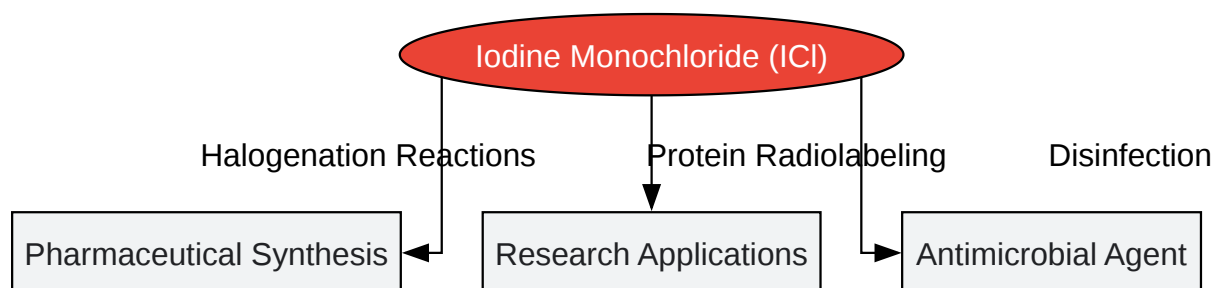 Iodine Monochloride (ICl)
Halogenation Reactions
Protein Radiolabeling
Disinfection
Pharmaceutical Synthesis
Research Applications
Antimicrobial Agent